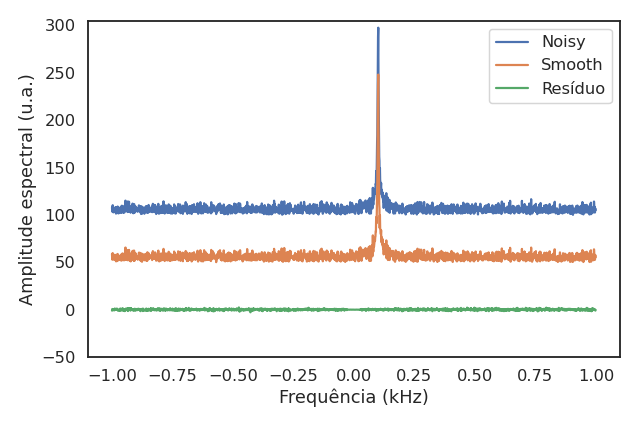 300
250
200
150
100
50
0
−50
Amplitude espectral (u.a.)
Noisy
Smooth
Resíduo
−1.00 −0.75 −0.50 −0.25 0.00 0.25 0.50 0.75 1.00
Frequência (kHz)